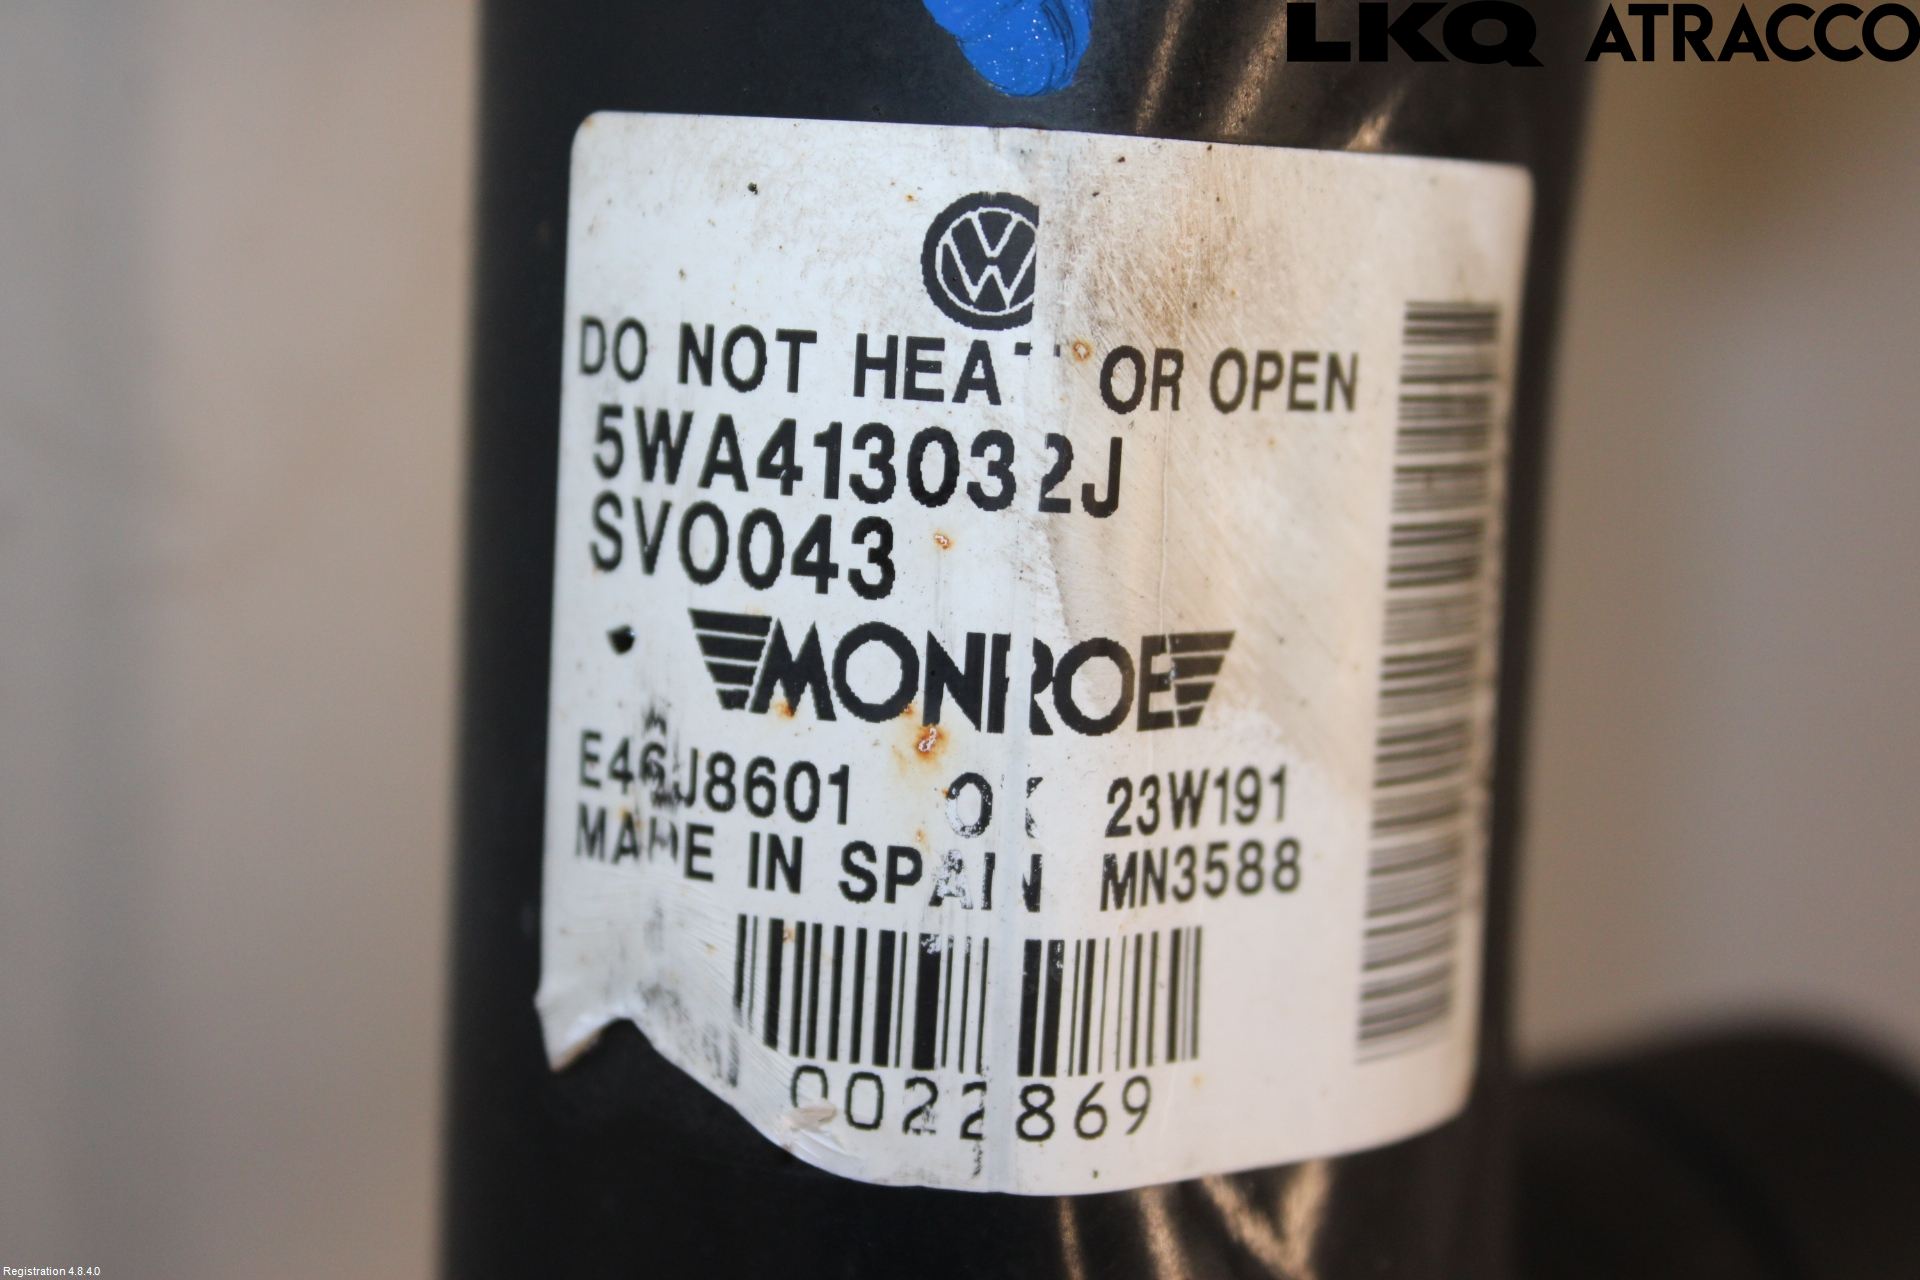 LKQ ATRACCO
DO NOT HEAT OR OPEN
5WA413032J
SV0043
MONROE
E46J8601 OK 23W191
MADE IN SPAIN MN3588
0022869
Registration 4.8.4.0